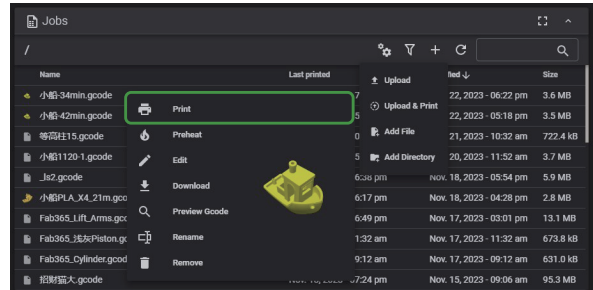 Jobs
/
Name Last printed Modified ↓ Size
Upload
Upload & Print
Add File
Add Directory
Print
Preheat
Edit
Download
Preview Gcode
Rename
Remove
小船-34min.gcode 22, 2023 - 06:22 pm 3.6 MB
小船-42min.gcode 22, 2023 - 05:18 pm 3.5 MB
等高柱15.gcode 21, 2023 - 10:32 am 722.4 kB
小船1120-1.gcode 20, 2023 - 11:52 am 3.7 MB
_ls2.gcode 6:38 pm Nov. 18, 2023 - 05:54 pm 5.9 MB
小船PLA_X4_21m.gco 6:17 pm Nov. 18, 2023 - 04:28 pm 2.8 MB
Fab365_Lift_Arms.gco 6:49 pm Nov. 17, 2023 - 03:01 pm 13.1 MB
Fab365_浅灰Piston.gc 1:32 am Nov. 17, 2023 - 11:32 am 673.8 kB
Fab365_Cylinder.gcod 9:12 am Nov. 17, 2023 - 09:12 am 631.0 kB
招财猫大.gcode 07:24 pm Nov. 15, 2023 - 09:06 am 95.3 MB